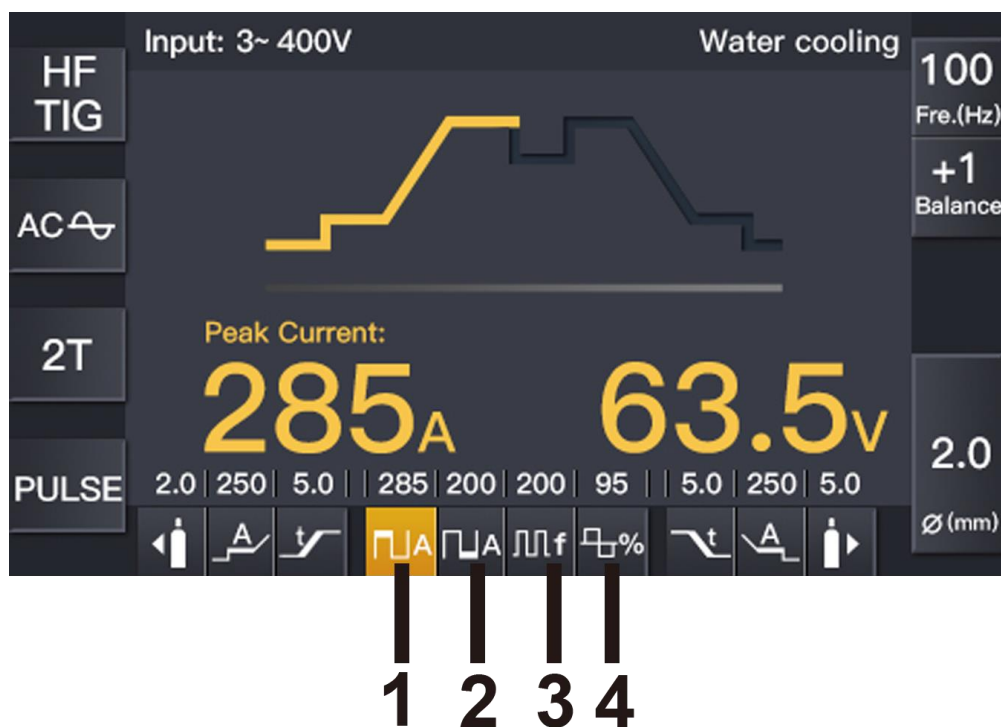 Input: 3~ 400V
Water cooling
HF
TIG
100
Fre.(Hz)
+1
Balance
AC
2T
Peak Current:
285A
63.5V
PULSE
2.0 | 250 | 5.0 | | 285 | 200 | 200 | 95 | | 5.0 | 250 | 5.0
A t A A f % t A
2.0
Ø (mm)
1 2 3 4